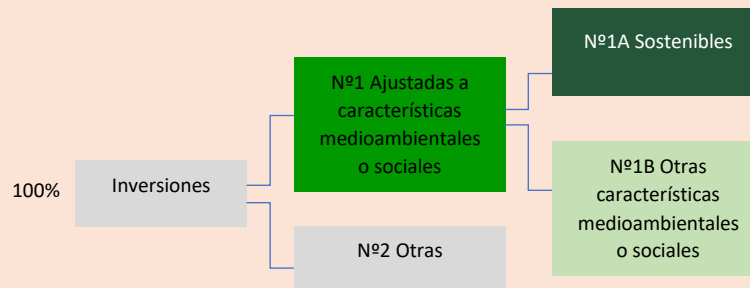 100%
Inversiones
Nº1 Ajustadas a
características
medioambientales
o sociales
Nº2 Otras
Nº1A Sostenibles
Nº1B Otras
características
medioambientales
o sociales